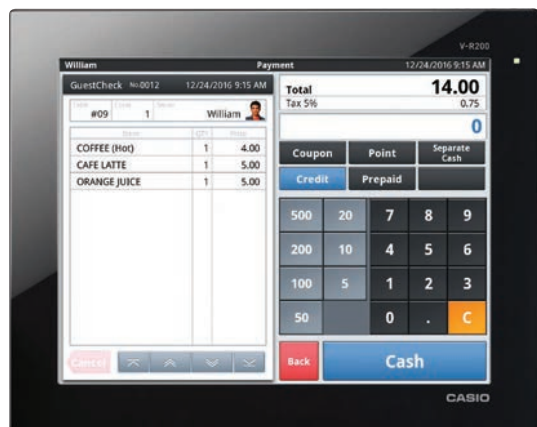 V-R200
William Payment 12/24/2016 9:15 AM
GuestCheck No.0012 12/24/2016 9:15 AM
#09 1 William
Item QTY Price
COFFEE (Hot) 1 4.00
CAFE LATTE 1 5.00
ORANGE JUICE 1 5.00
Cancel
Total 14.00
Tax 5% 0.75
0
Coupon Point Separate Cash
Credit Prepaid
500 20 7 8 9
200 10 4 5 6
100 5 1 2 3
50 0 . C
Back Cash
CASIO